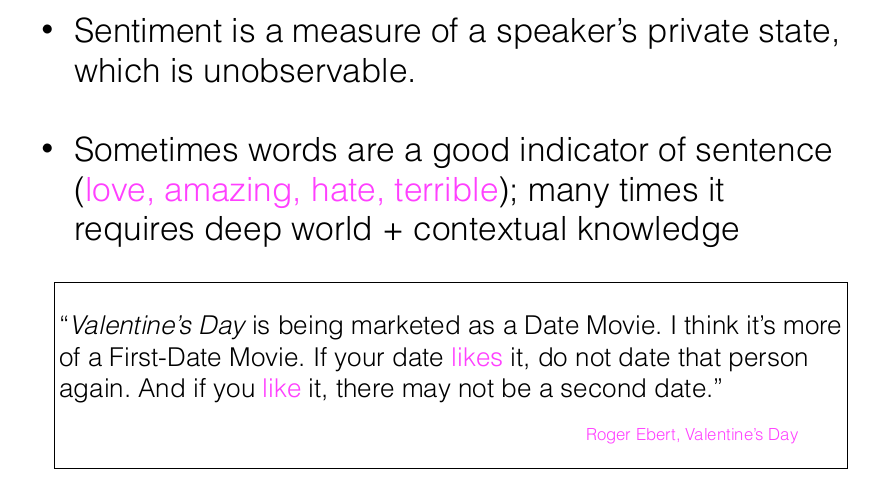 • Sentiment is a measure of a speaker’s private state,
which is unobservable.
• Sometimes words are a good indicator of sentence
(love, amazing, hate, terrible); many times it
requires deep world + contextual knowledge
“Valentine’s Day is being marketed as a Date Movie. I think it’s more
of a First-Date Movie. If your date likes it, do not date that person
again. And if you like it, there may not be a second date.”
Roger Ebert, Valentine’s Day